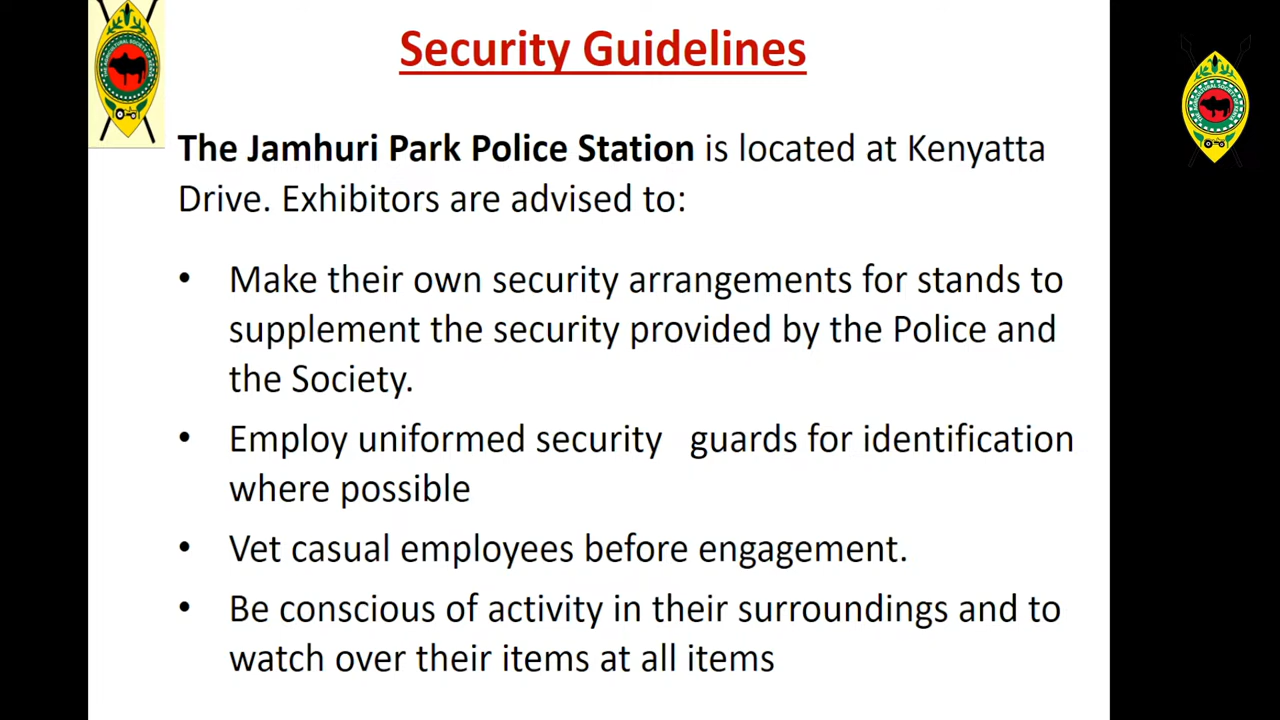 Security Guidelines
The Jamhuri Park Police Station is located at Kenyatta
Drive. Exhibitors are advised to:
• Make their own security arrangements for stands to
supplement the security provided by the Police and
the Society.
• Employ uniformed security guards for identification
where possible
• Vet casual employees before engagement.
• Be conscious of activity in their surroundings and to
watch over their items at all items